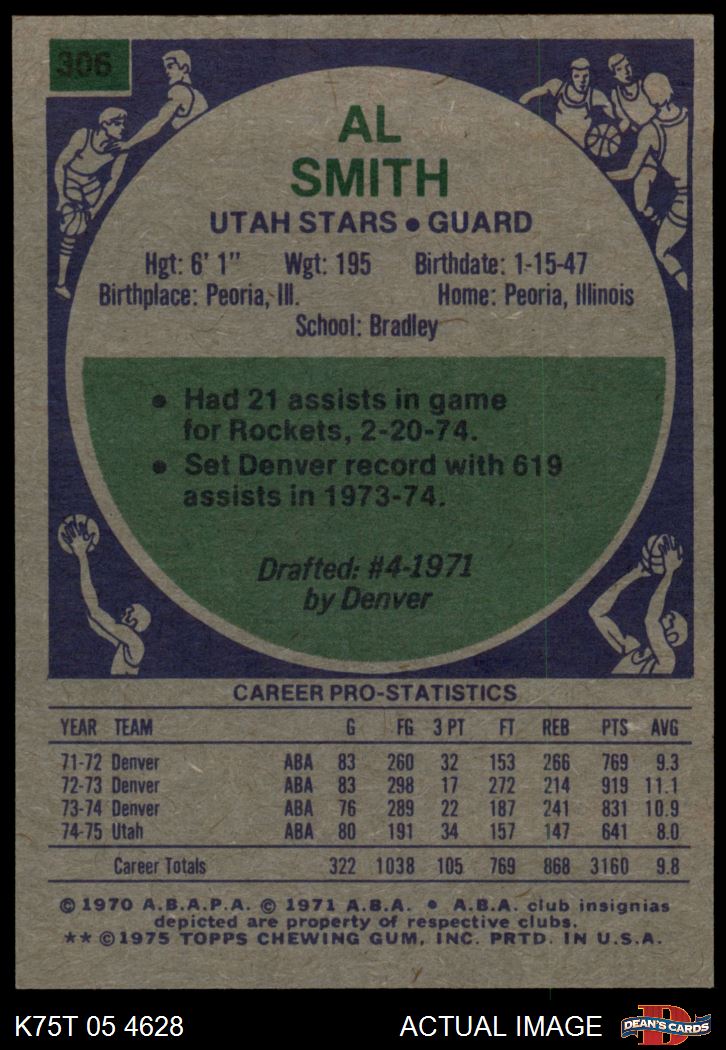 306
AL
SMITH
UTAH STARS • GUARD
Hgt: 6' 1" Wgt: 195 Birthdate: 1-15-47
Birthplace: Peoria, Ill. Home: Peoria, Illinois
School: Bradley
• Had 21 assists in game
for Rockets, 2-20-74.
• Set Denver record with 619
assists in 1973-74.
Drafted: #4-1971
by Denver
CAREER PRO-STATISTICS
YEAR TEAM G FG 3 PT FT REB PTS AVG
71-72 Denver ABA 83 260 32 153 266 769 9.3
72-73 Denver ABA 83 298 17 272 214 919 11.1
73-74 Denver ABA 76 289 22 187 241 831 10.9
74-75 Utah ABA 80 191 34 157 147 641 8.0
Career Totals 322 1038 105 769 868 3160 9.8
© 1970 A.B.A.P.A. © 1971 A.B.A. • A.B.A. club insignias
depicted are property of respective clubs.
** © 1975 TOPPS CHEWING GUM, INC. PRTD. IN U.S.A.
K75T 05 4628 ACTUAL IMAGE D DEAN'S CARDS